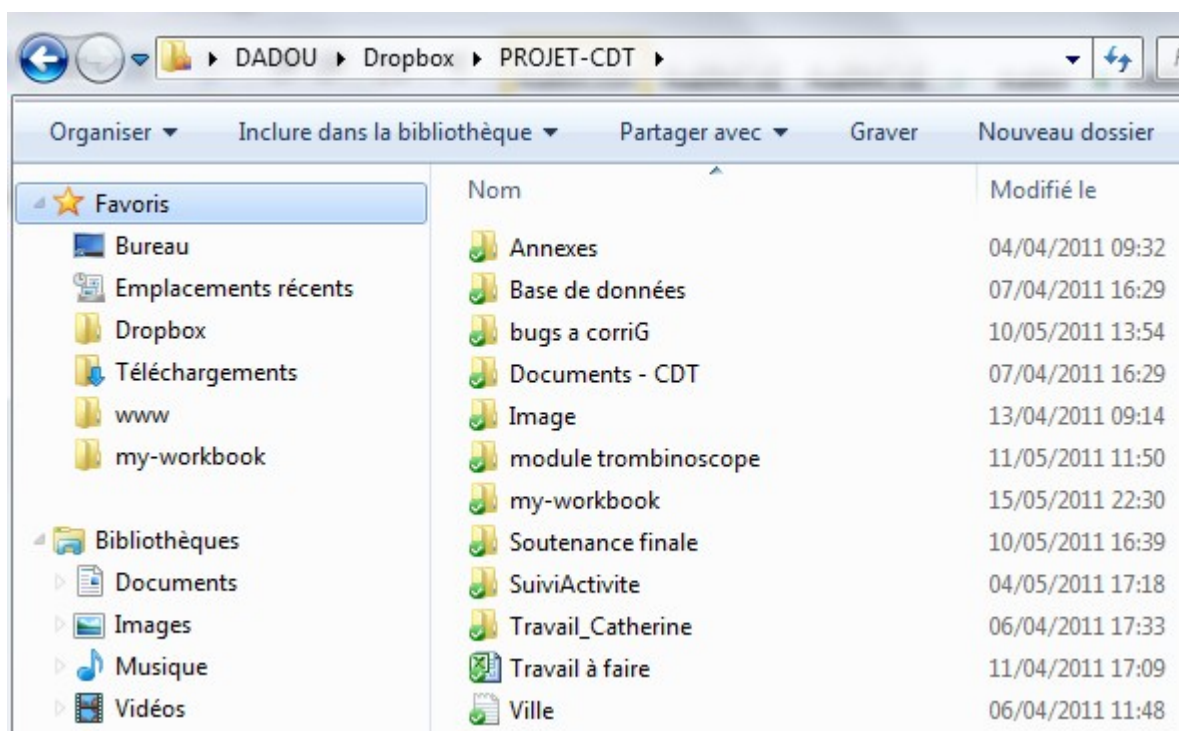 DADOU Dropbox PROJET-CDT
Organiser Inclure dans la bibliothèque Partager avec Graver Nouveau dossier
Favoris
Bureau
Emplacements récents
Dropbox
Téléchargements
www
my-workbook
Bibliothèques
Documents
Images
Musique
Vidéos
Nom Modifié le
Annexes 04/04/2011 09:32
Base de données 07/04/2011 16:29
bugs a corriG 10/05/2011 13:54
Documents - CDT 07/04/2011 16:29
Image 13/04/2011 09:14
module trombinoscope 11/05/2011 11:50
my-workbook 15/05/2011 22:30
Soutenance finale 10/05/2011 16:39
SuiviActivite 04/05/2011 17:18
Travail_Catherine 06/04/2011 17:33
Travail à faire 11/04/2011 17:09
Ville 06/04/2011 11:48